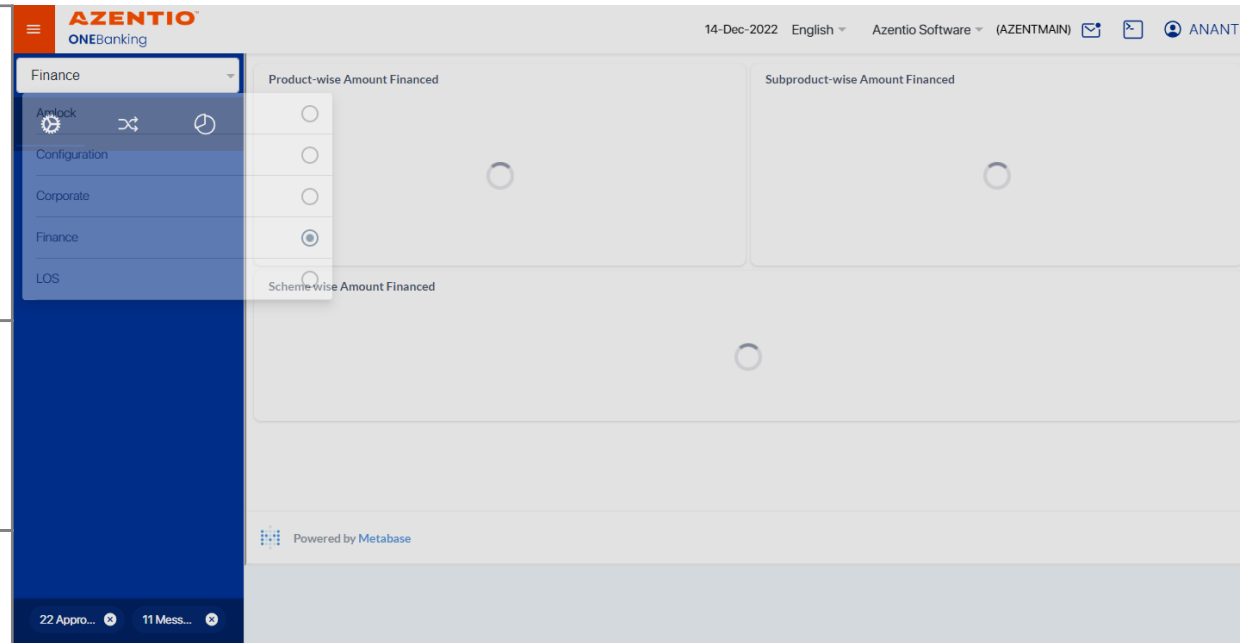 AZENTIO
ONEBanking
14-Dec-2022 English Azentio Software (AZENTMAIN) ANANT
Finance
Amlock
Configuration
Corporate
Finance
LOS
Product-wise Amount Financed
Subproduct-wise Amount Financed
Scheme wise Amount Financed
Powered by Metabase
22 Appro... 11 Mess...